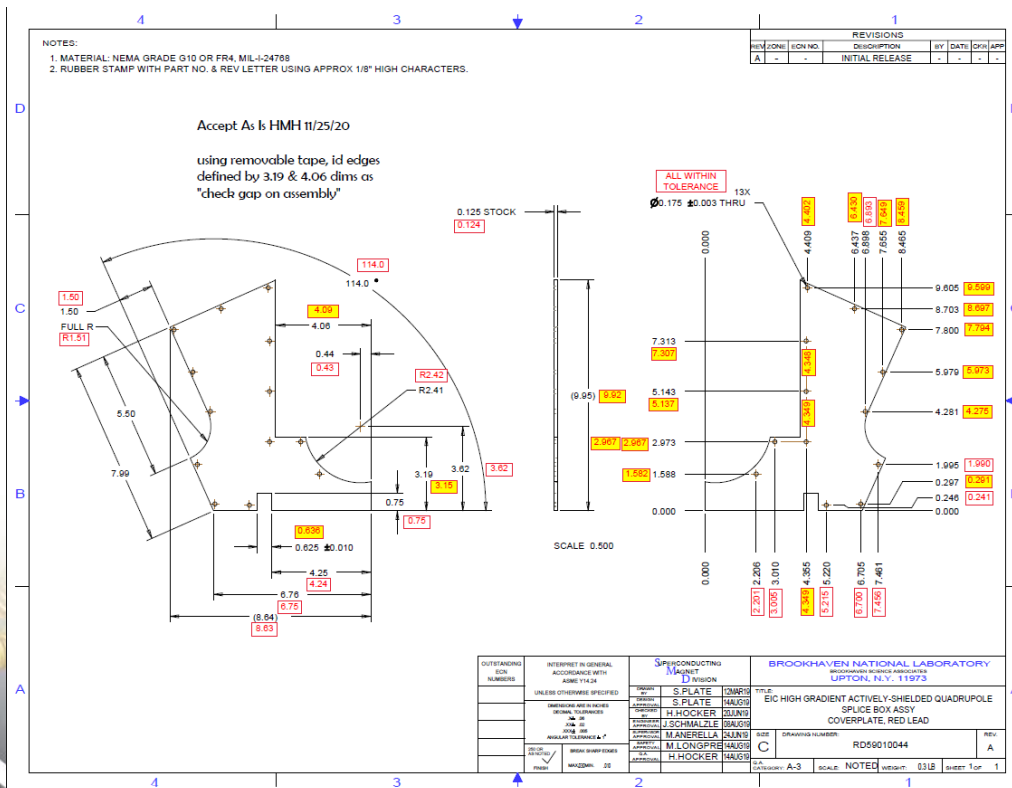 4 3 2 1
NOTES:
1. MATERIAL: NEMA GRADE G10 OR FR4, MIL-I-24768
2. RUBBER STAMP WITH PART NO. & REV LETTER USING APPROX 1/8" HIGH CHARACTERS.
REVISIONS
REV ZONE ECN NO. DESCRIPTION BY DATE CKR APP
A - - INITIAL RELEASE - - - -
D
Accept As Is HMH 11/25/20
using removable tape, id edges
defined by 3.19 & 4.06 dims as
"check gap on assembly"
C
B
A
114.0
114.0 °
1.50
1.50
FULL R
R1.51
4.09
4.06
0.44
0.43
R2.42
R2.41
5.50
7.99
3.19
3.15
3.62
3.62
0.75
0.75
0.636
0.625 ±0.010
4.25
4.24
6.76
6.75
(8.64)
8.63
0.125 STOCK
0.124
(9.95) 9.92
SCALE 0.500
ALL WITHIN
TOLERANCE
13X
Ø0.175 ±0.003 THRU
0.000
4.402
4.409
6.430
6.437
6.893
6.898
7.649
7.655
8.459
8.465
9.605 9.599
8.703 8.697
7.800 7.794
7.313
7.307
4.348
5.979 5.973
5.143
5.137
4.349
4.281 4.275
2.967 2.967 2.973
1.582 1.588
1.995 1.990
0.297 0.291
0.246 0.241
0.000
0.000
0.000
2.206
2.201
3.010
3.005
4.355
4.349
5.220
5.215
6.705
6.700
7.461
7.456
OUTSTANDING
ECN
NUMBERS
INTERPRET IN GENERAL
ACCORDANCE WITH
ASME Y14.24
UNLESS OTHERWISE SPECIFIED
DIMENSIONS ARE IN INCHES
DECIMAL TOLERANCES
ANGULAR TOLERANCE
BREAK SHARP EDGES
FINISH
SUPERCONDUCTING
MAGNET
DIVISION
DRAWN BY S.PLATE 12MAR19
DESIGN APPROVAL S.PLATE 14AUG19
CHECKED BY H.HOCKER 20JUN19
ENGINEER APPROVAL J.SCHMALZLE 08AUG19
SUPERVISOR APPROVAL M.ANERELLA 24JUN19
SAFETY APPROVAL M.LONGPRE 14AUG19
Q.A. APPROVAL H.HOCKER 14AUG19
BROOKHAVEN NATIONAL LABORATORY
BROOKHAVEN SCIENCE ASSOCIATES
UPTON, N.Y. 11973
TITLE:
EIC HIGH GRADIENT ACTIVELY-SHIELDED QUADRUPOLE
SPLICE BOX ASSY
COVERPLATE, RED LEAD
SIZE DRAWING NUMBER: REV.
C RD59010044 A
Q.A. CATEGORY: A-3 SCALE: NOTED WEIGHT: 0.3 LB SHEET 1 OF 1
4 3 2 1